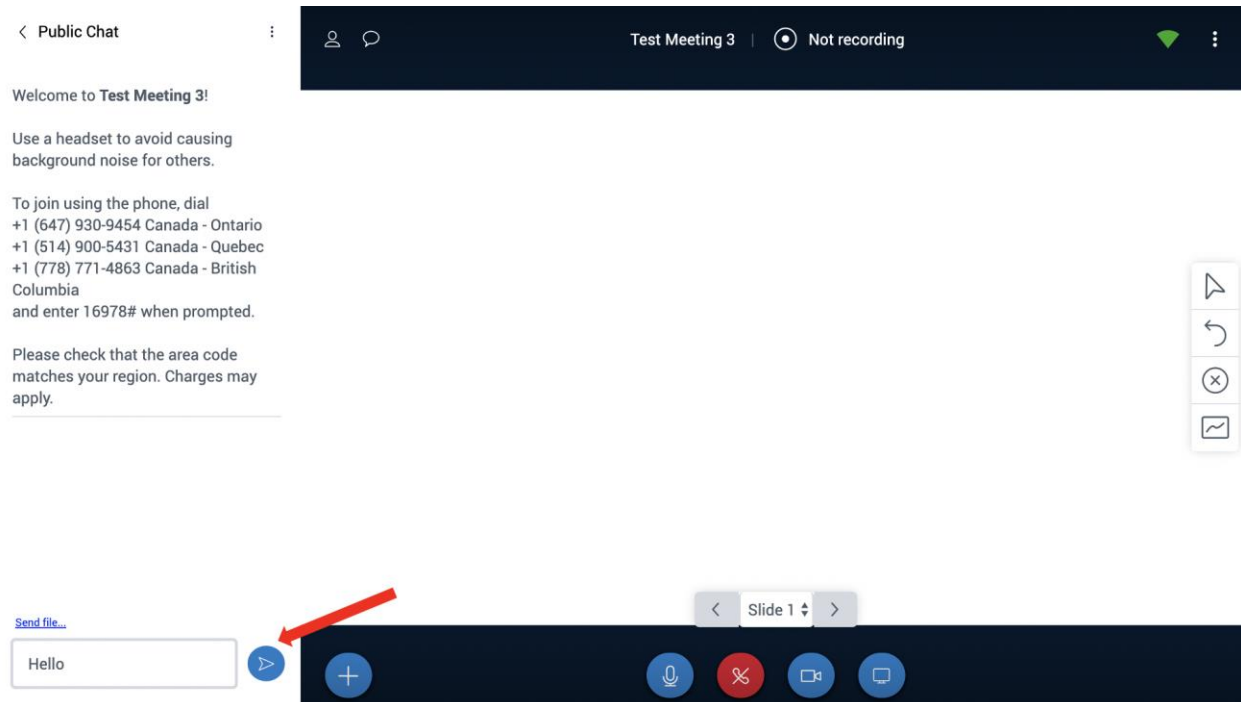 Public Chat
Test Meeting 3
Not recording
Welcome to Test Meeting 3!
Use a headset to avoid causing
background noise for others.
To join using the phone, dial
+1 (647) 930-9454 Canada - Ontario
+1 (514) 900-5431 Canada - Quebec
+1 (778) 771-4863 Canada - British
Columbia
and enter 16978# when prompted.
Please check that the area code
matches your region. Charges may
apply.
Slide 1
Send file...
Hello